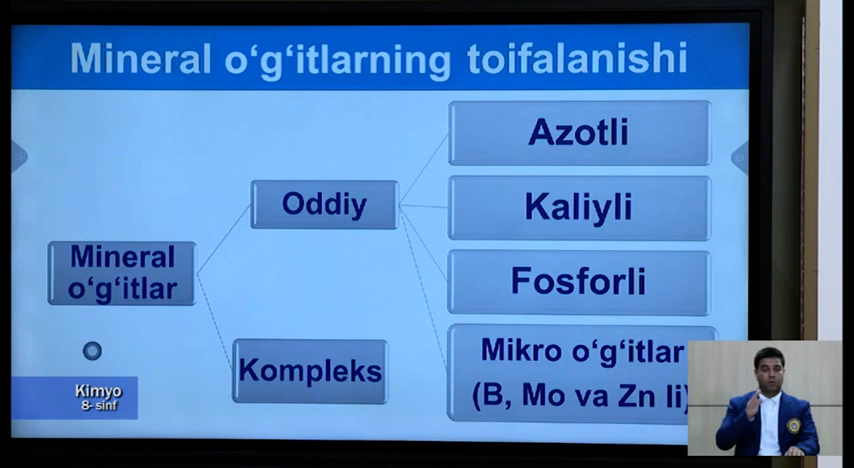 Mineral o‘g‘itlarning toifalanishi
Azotli
Oddiy
Kaliyli
Mineral
o‘g‘itlar
Fosforli
Kompleks
Mikro o‘g‘itlar
(B, Mo va Zn li)
Kimyo
8- sinf